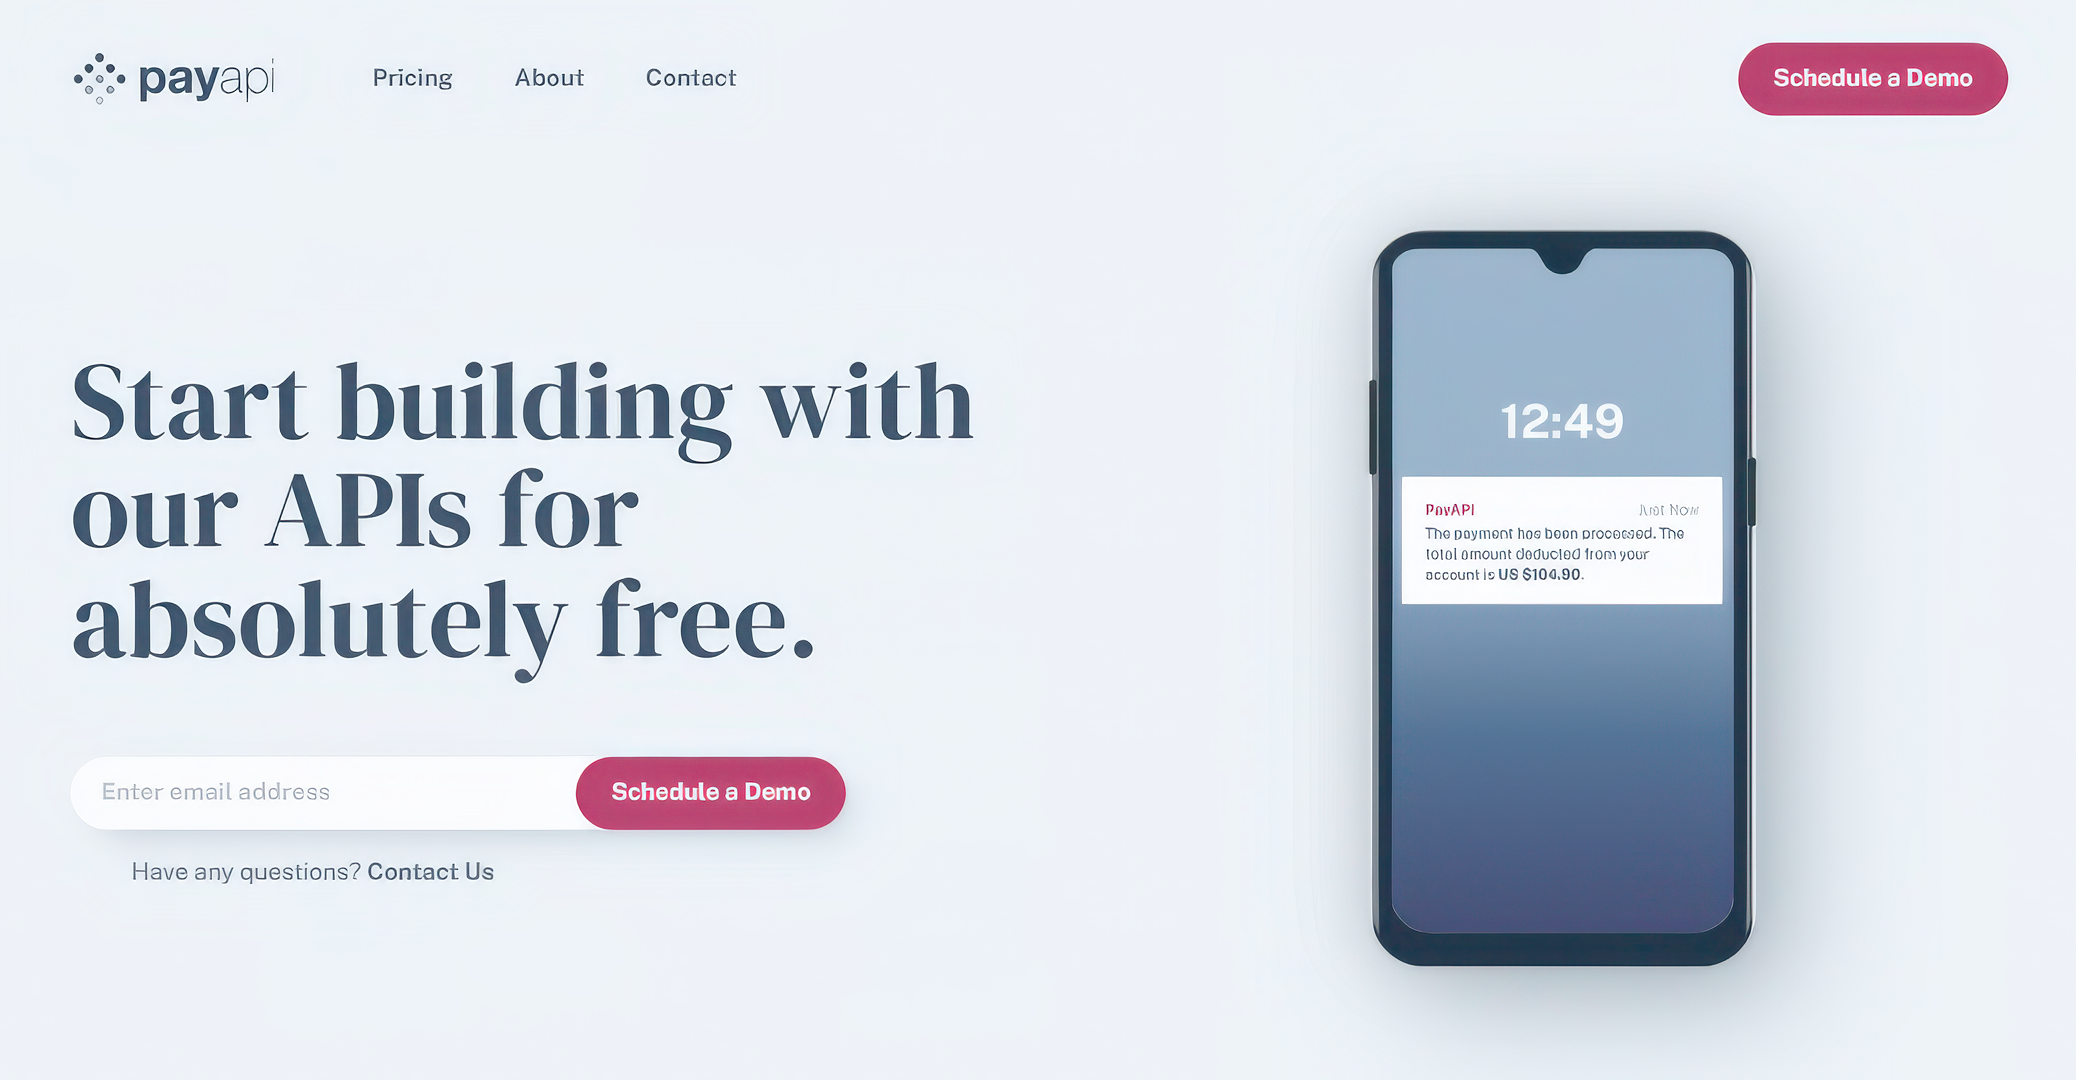 payapi
Pricing
About
Contact
Schedule a Demo
Start building with
our APIs for
absolutely free.
Enter email address
Schedule a Demo
Have any questions? Contact Us
12:49
PayAPI
Just Now
The payment has been processed. The
total amount deducted from your
account is US $104.90.